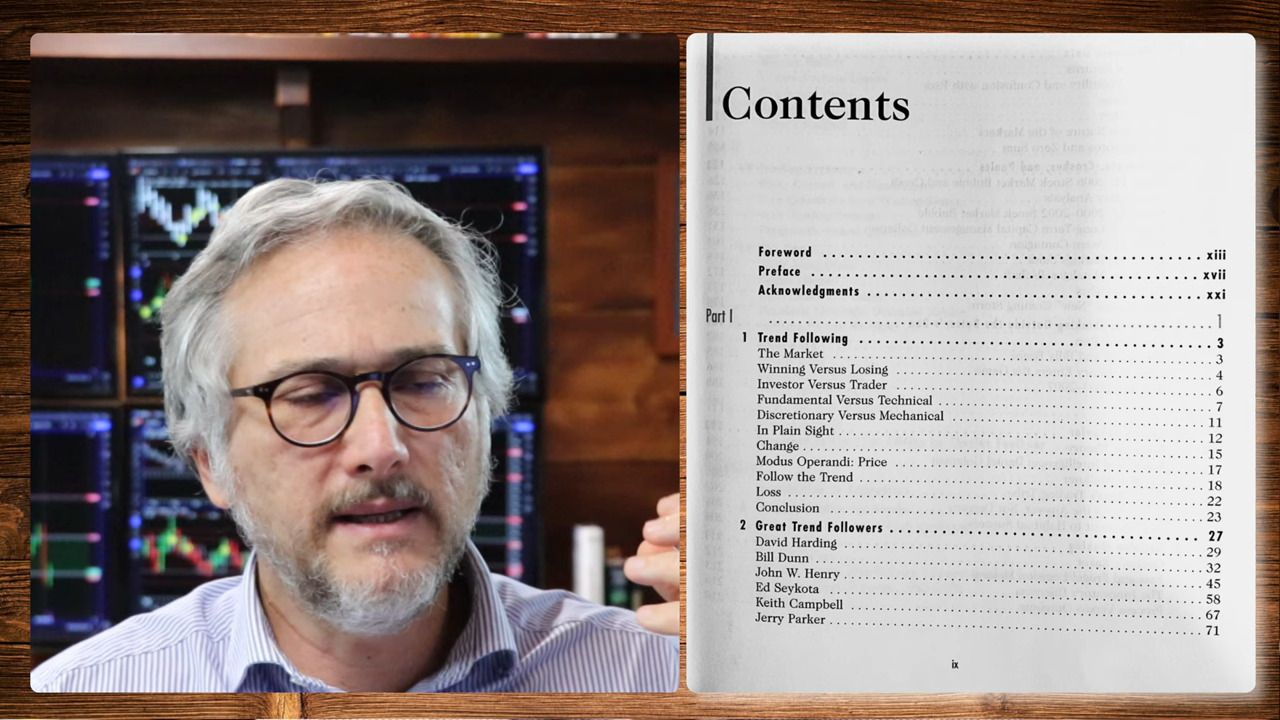 Contents
Foreword . . . . . xiii
Preface . . . . . xvii
Acknowledgments . . . . . xxi
Part I . . . . . 1
1 Trend Following . . . . . 3
The Market . . . . . 3
Winning Versus Losing . . . . . 4
Investor Versus Trader . . . . . 6
Fundamental Versus Technical . . . . . 7
Discretionary Versus Mechanical . . . . . 11
In Plain Sight . . . . . 12
Change . . . . . 15
Modus Operandi: Price . . . . . 17
Follow the Trend . . . . . 18
Loss . . . . . 22
Conclusion . . . . . 23
2 Great Trend Followers . . . . . 27
David Harding . . . . . 29
Bill Dunn . . . . . 32
John W. Henry . . . . . 45
Ed Seykota . . . . . 58
Keith Campbell . . . . . 67
Jerry Parker . . . . . 71
ix